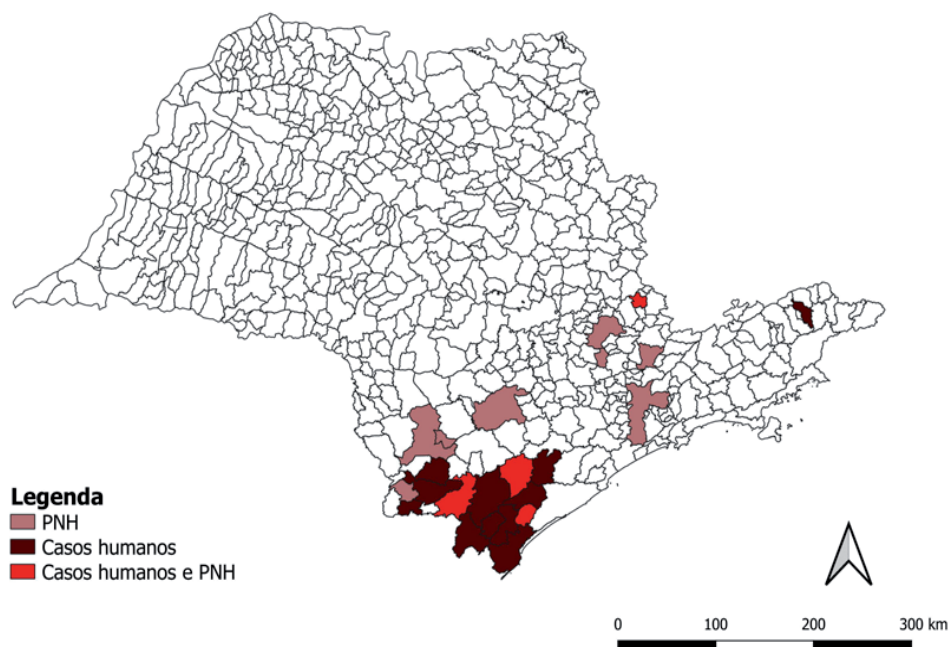 Legenda
PNH
Casos humanos
Casos humanos e PNH
0 100 200 300 km